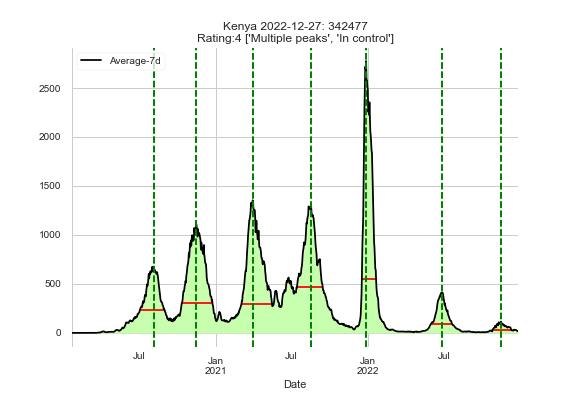 Kenya 2022-12-27: 342477
Rating:4 ['Multiple peaks', 'In control']
Average-7d
2500
2000
1500
1000
500
0
Jul
Jan
2021
Jul
Jan
2022
Jul
Date